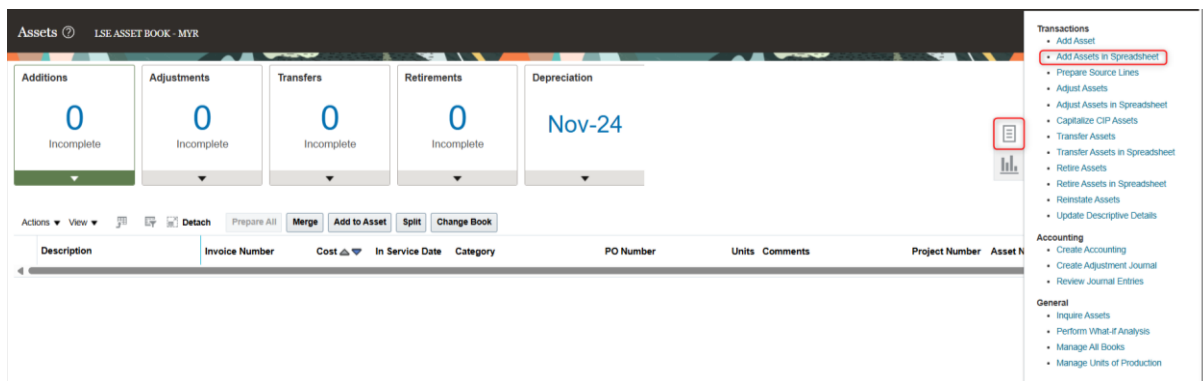 Assets
LSE ASSET BOOK - MYR
Additions
0
Incomplete
Adjustments
0
Incomplete
Transfers
0
Incomplete
Retirements
0
Incomplete
Depreciation
Nov-24
Actions View Detach Prepare All Merge Add to Asset Split Change Book
Description Invoice Number Cost In Service Date Category PO Number Units Comments Project Number Asset N
Transactions
• Add Asset
• Add Assets in Spreadsheet
• Prepare Source Lines
• Adjust Assets
• Adjust Assets in Spreadsheet
• Capitalize CIP Assets
• Transfer Assets
• Transfer Assets in Spreadsheet
• Retire Assets
• Retire Assets in Spreadsheet
• Reinstate Assets
• Update Descriptive Details
Accounting
• Create Accounting
• Create Adjustment Journal
• Review Journal Entries
General
• Inquire Assets
• Perform What-if Analysis
• Manage All Books
• Manage Units of Production